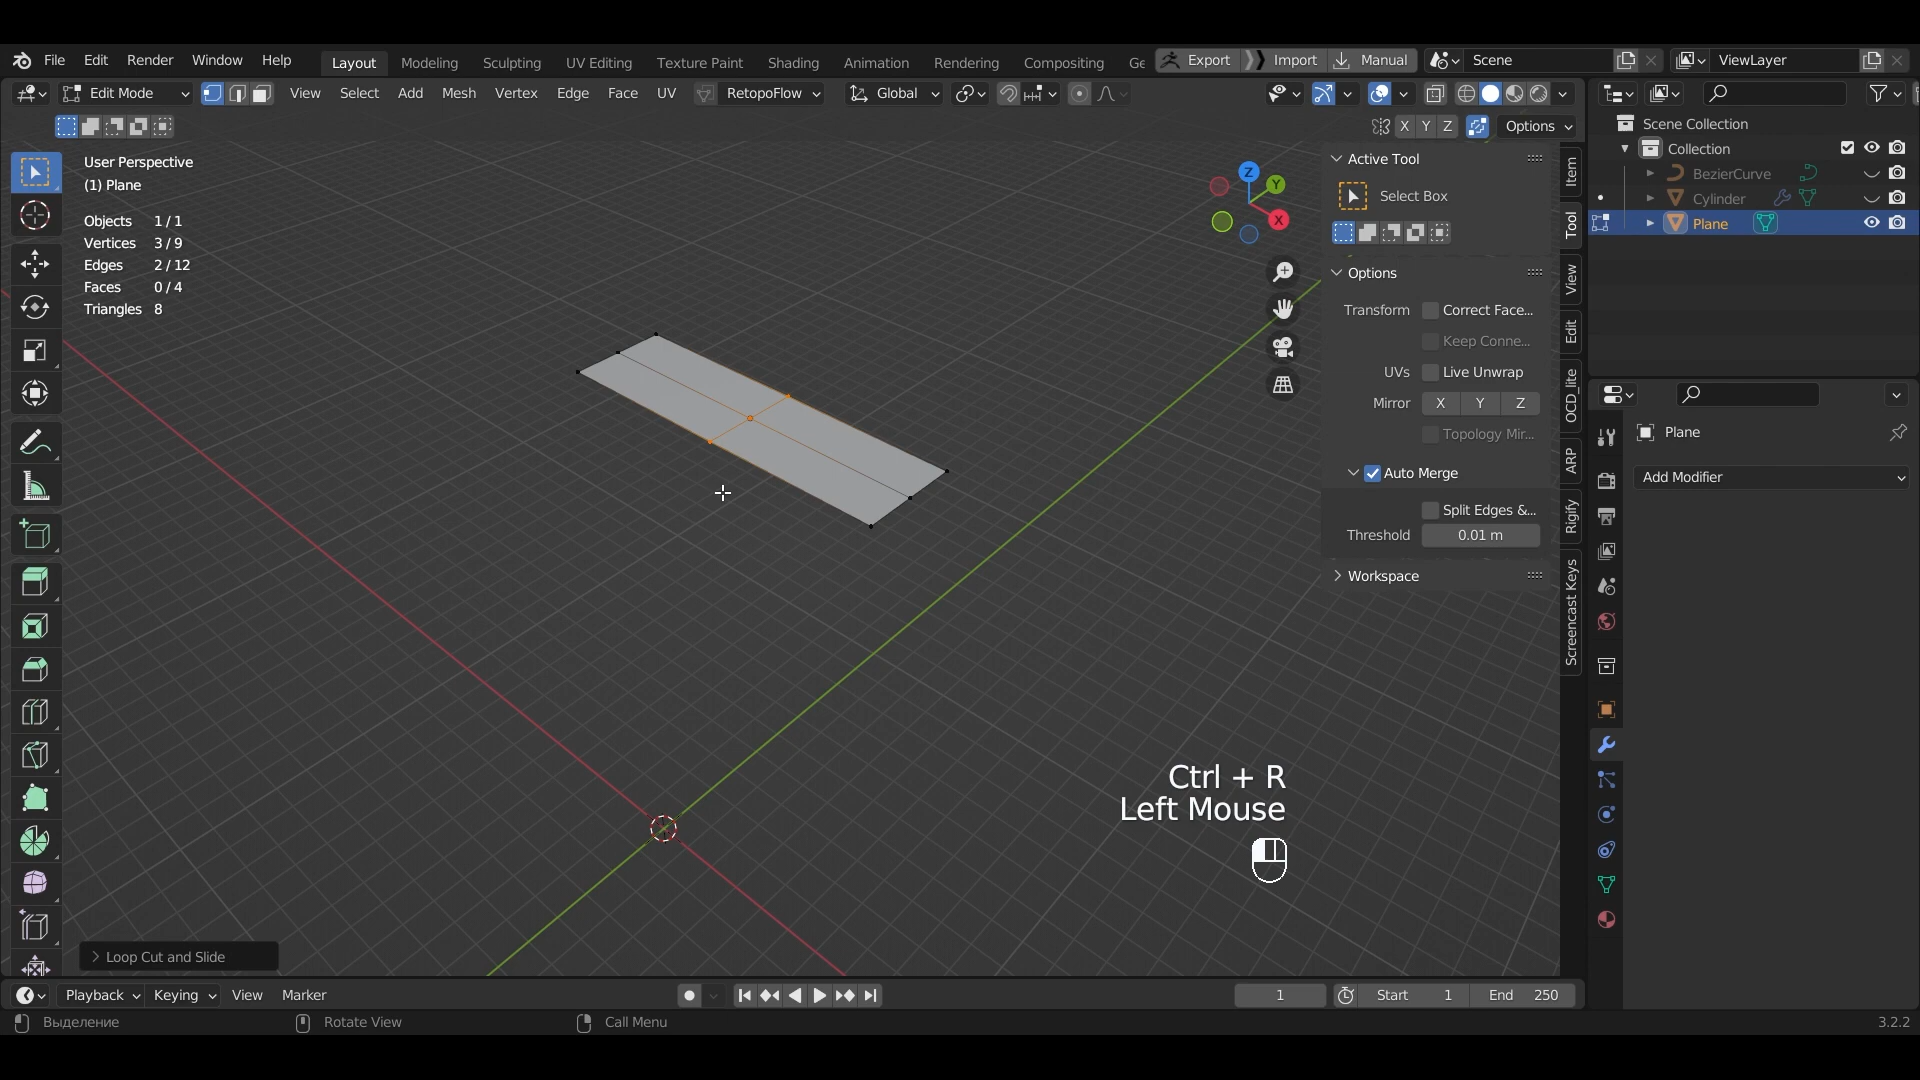 File Edit Render Window Help Layout Modeling Sculpting UV Editing Texture Paint Shading Animation Rendering Compositing Ge Export Import Manual Scene ViewLayer
Edit Mode View Select Add Mesh Vertex Edge Face UV RetopoFlow Global
X Y Z Options
User Perspective
(1) Plane
Objects 1 / 1
Vertices 3 / 9
Edges 2 / 12
Faces 0 / 4
Triangles 8
Z Y X
Active Tool
Select Box
Options
Transform Correct Face...
Keep Conne...
UVs Live Unwrap
Mirror X Y Z
Topology Mir...
Auto Merge
Split Edges &...
Threshold 0.01 m
Workspace
Item
Tool
View
Edit
OCD_lite
ARP
Rigify
Screencast Keys
Scene Collection
Collection
BezierCurve
Cylinder
Plane
Plane
Add Modifier
Ctrl + R
Left Mouse
Loop Cut and Slide
Playback Keying View Marker 1 Start 1 End 250
Выделение Rotate View Call Menu 3.2.2